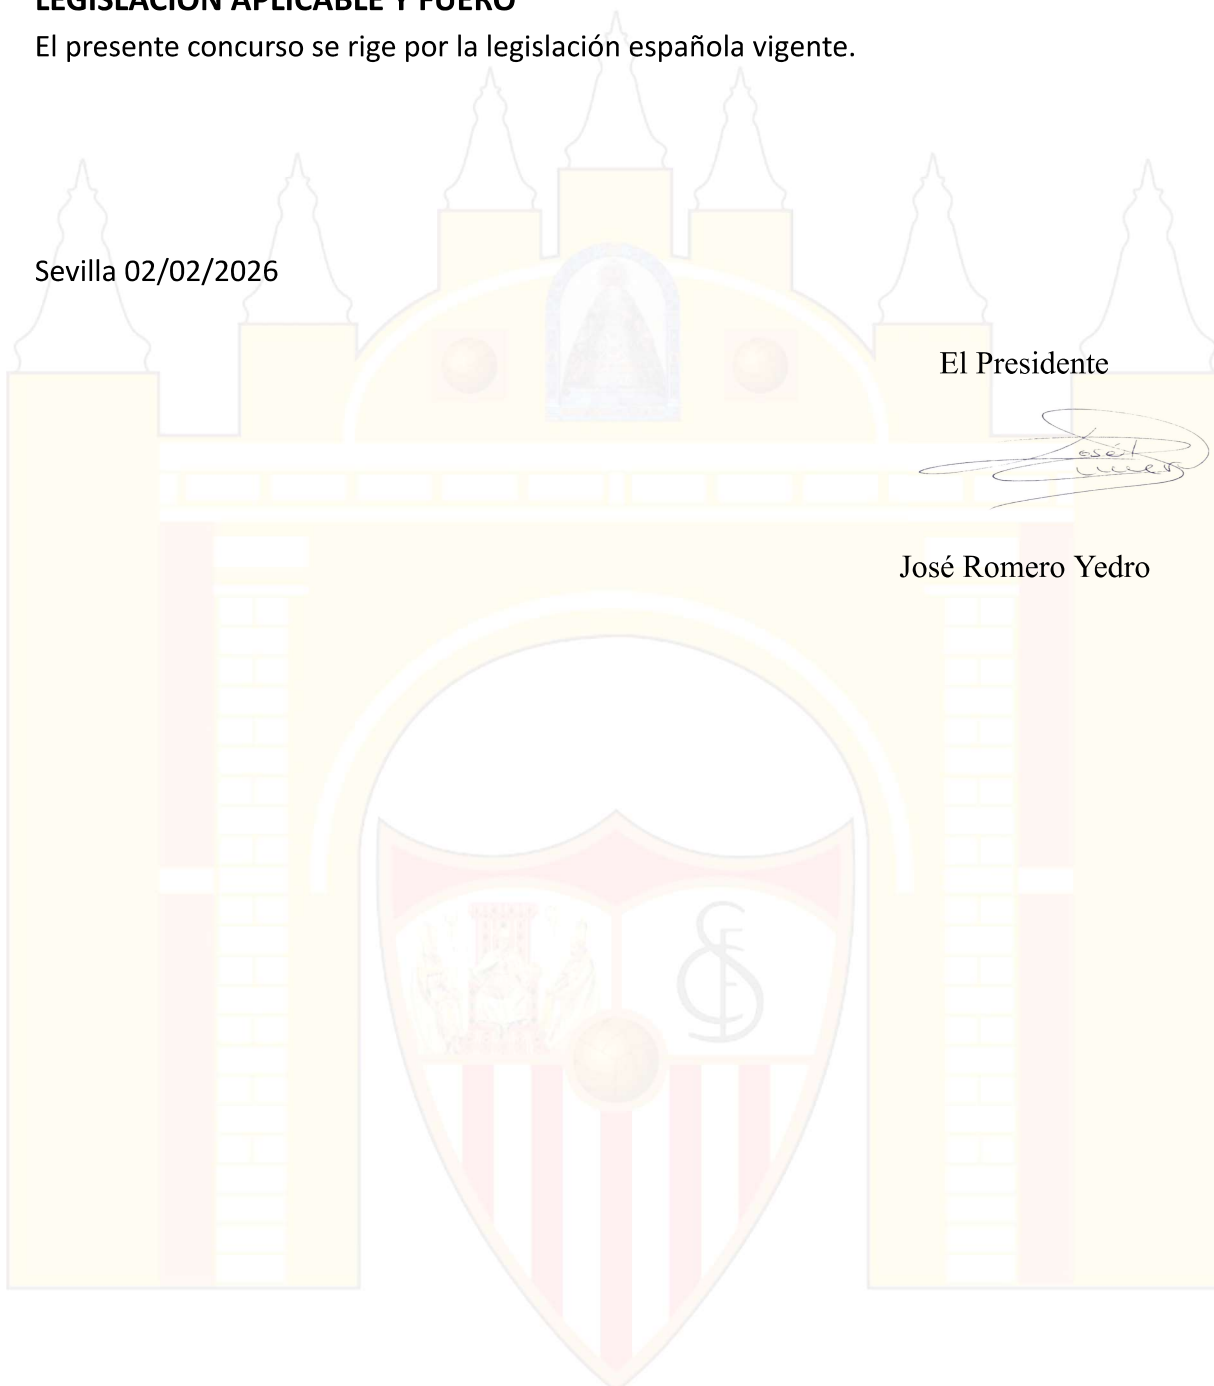 LEGISLACIÓN APLICABLE Y FUERO
El presente concurso se rige por la legislación española vigente.
Sevilla 02/02/2026
El Presidente
José Romero Yedro